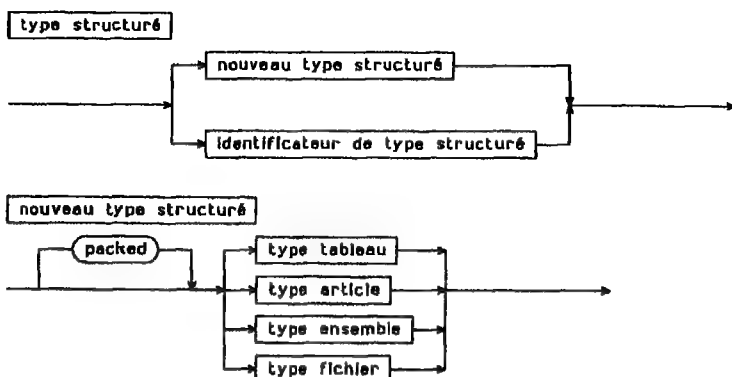 type structuré
nouveau type structuré
identificateur de type structuré
nouveau type structuré
packed
type tableau
type article
type ensemble
type fichier